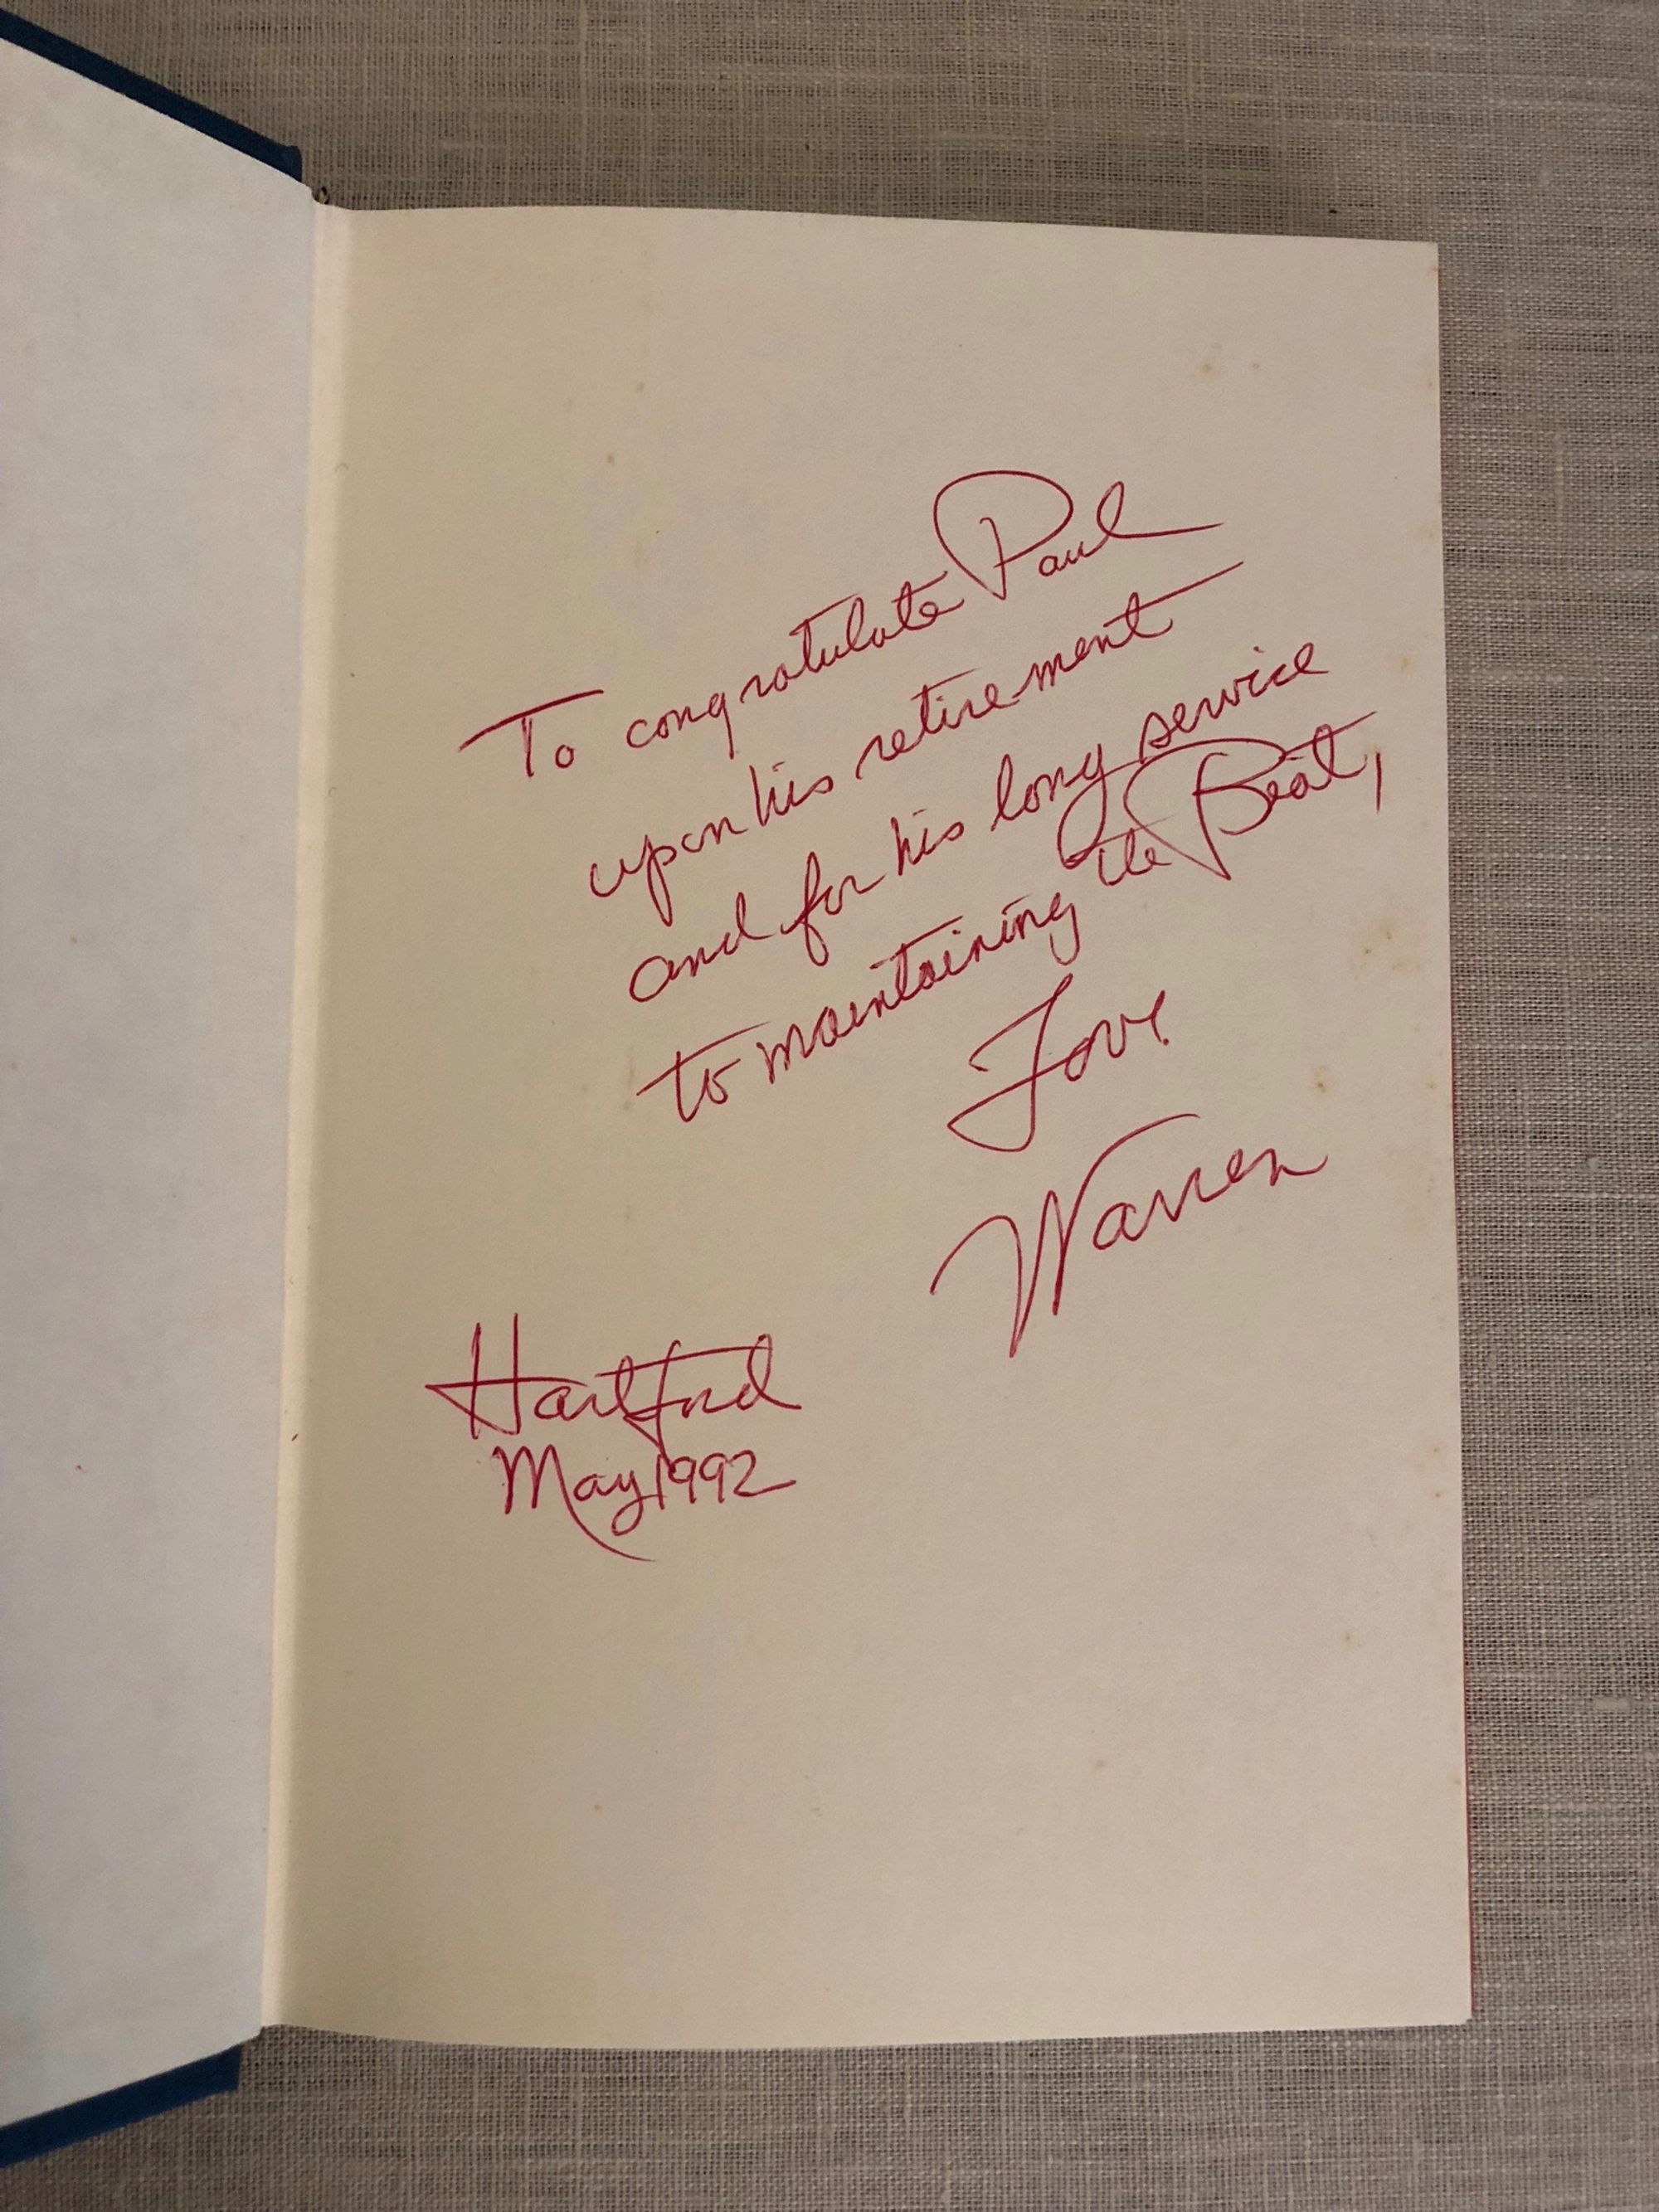 To congratulate Paul
upon his retirement
and for his long service
to maintaining the Beat,
Love
Warren
Hartford
May 1992